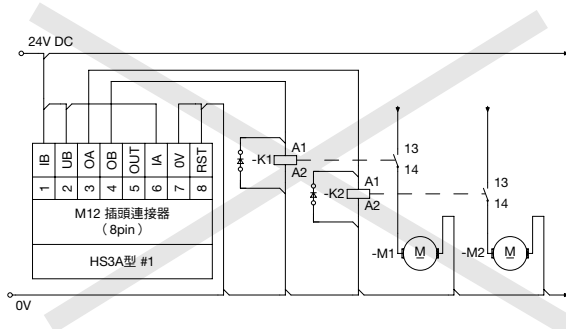 24V DC
IB UB OA OB OUT IA 0V RST
1 2 3 4 5 6 7 8
M12 插頭連接器
（8pin）
HS3A型 #1
-K1 A1
A2
-K2 A1
A2
13
14
13
14
-M1 M
-M2 M
0V